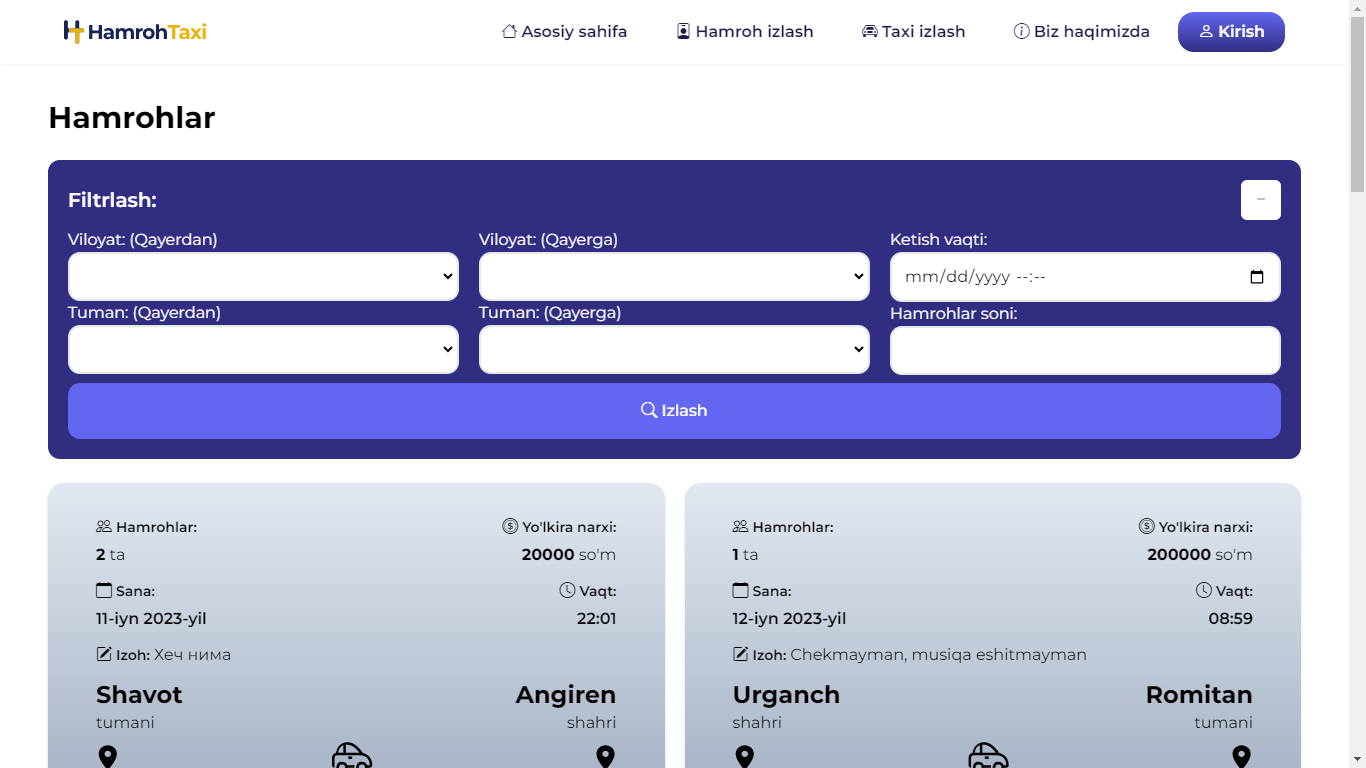 HamrohTaxi
Asosiy sahifa
Hamroh izlash
Taxi izlash
Biz haqimizda
Kirish
Hamrohlar
Filtrlash:
Viloyat: (Qayerdan)
Viloyat: (Qayerga)
Ketish vaqti:
mm/dd/yyyy --:--
Tuman: (Qayerdan)
Tuman: (Qayerga)
Hamrohlar soni:
Izlash
Hamrohlar:
Yo'lkira narxi:
2 ta
20000 so'm
Sana:
Vaqt:
11-iyn 2023-yil
22:01
Izoh: Хеч нима
Shavot
Angiren
tumani
shahri
Hamrohlar:
Yo'lkira narxi:
1 ta
200000 so'm
Sana:
Vaqt:
12-iyn 2023-yil
08:59
Izoh: Chekmayman, musiqa eshitmayman
Urganch
Romitan
shahri
tumani